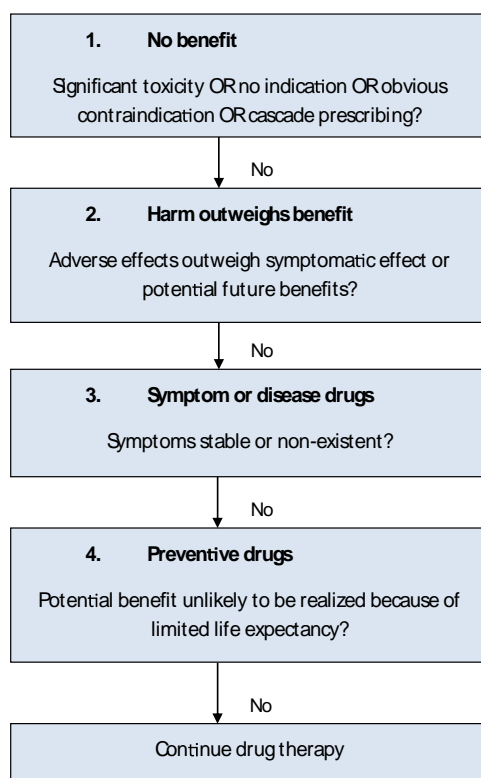 1. No benefit
Significant toxicity OR no indication OR obvious
contraindication OR cascade prescribing?
No
2. Harm outweighs benefit
Adverse effects outweigh symptomatic effect or
potential future benefits?
No
3. Symptom or disease drugs
Symptoms stable or non-existent?
No
4. Preventive drugs
Potential benefit unlikely to be realized because of
limited life expectancy?
No
Continue drug therapy